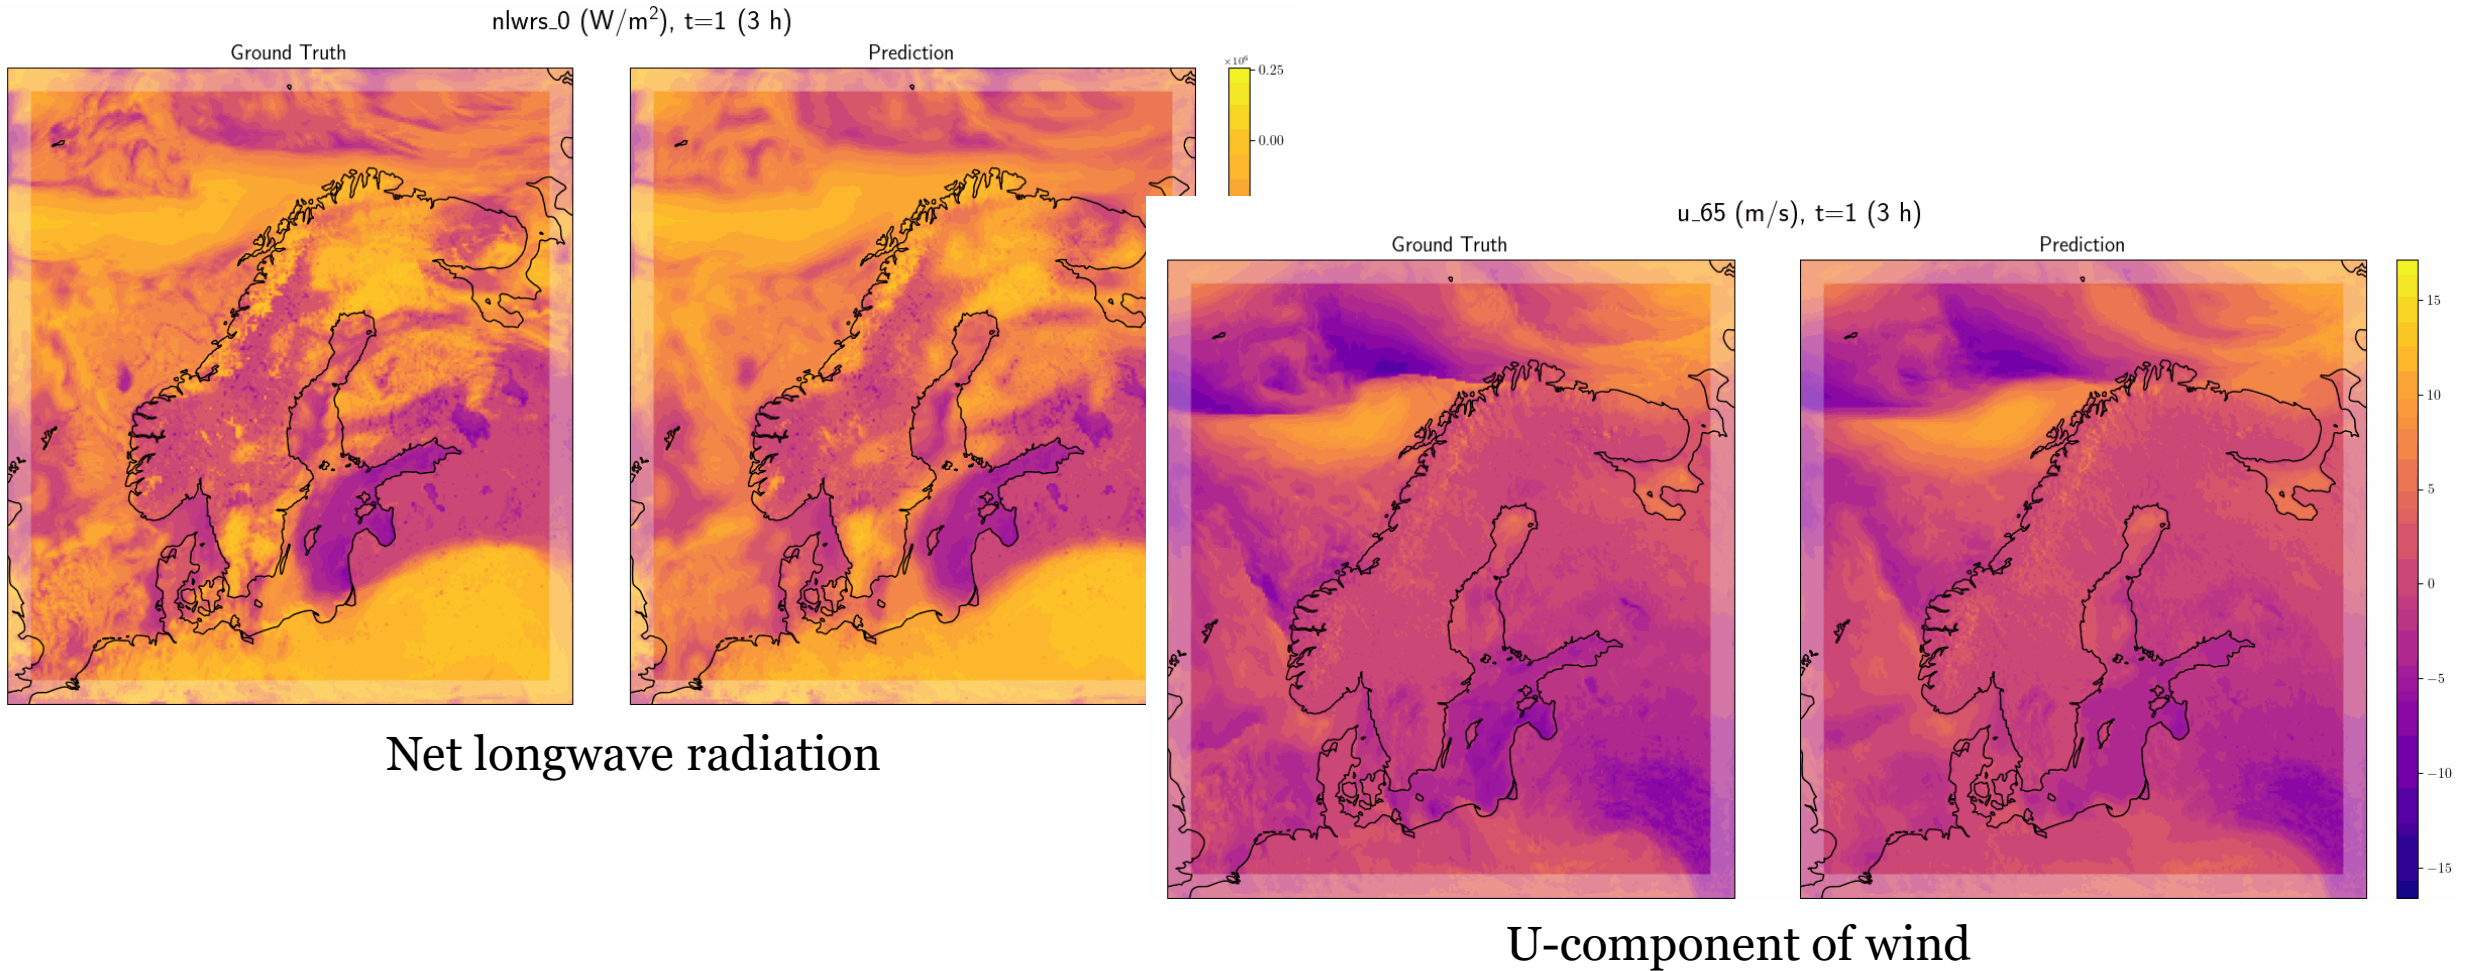 nlwrs_0 (W/m²), t=1 (3 h)
Ground Truth
Prediction
×10⁶
0.25
0.00
Net longwave radiation
u_65 (m/s), t=1 (3 h)
Ground Truth
Prediction
15
10
5
0
−5
−10
−15
U-component of wind